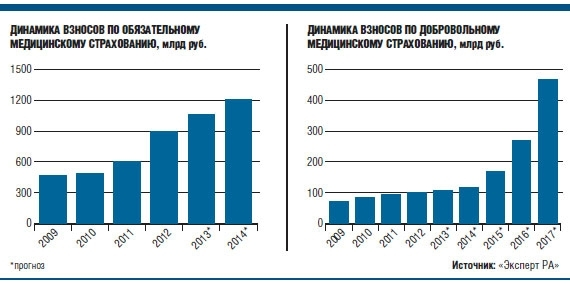 ДИНАМИКА ВЗНОСОВ ПО ОБЯЗАТЕЛЬНОМУ
МЕДИЦИНСКОМУ СТРАХОВАНИЮ, млрд руб.
1500
1200
900
600
300
0
2009 2010 2011 2012 2013* 2014*
*прогноз
ДИНАМИКА ВЗНОСОВ ПО ДОБРОВОЛЬНОМУ
МЕДИЦИНСКОМУ СТРАХОВАНИЮ, млрд руб.
500
400
300
200
100
0
2009 2010 2011 2012 2013* 2014* 2015* 2016* 2017*
Источник: «Эксперт РА»